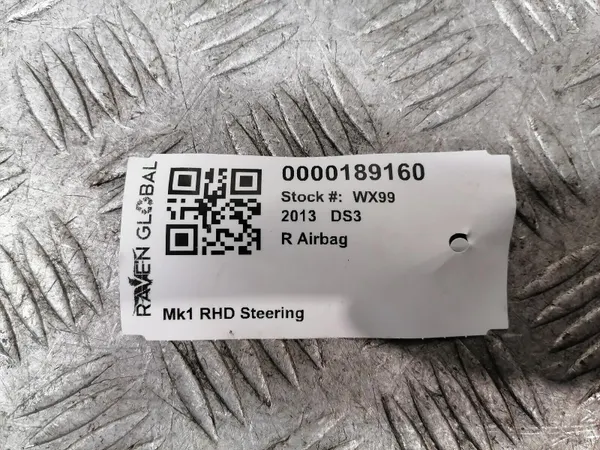 RAVEN GLOBAL
0000189160
Stock #: WX99
2013 DS3
R Airbag
Mk1 RHD Steering